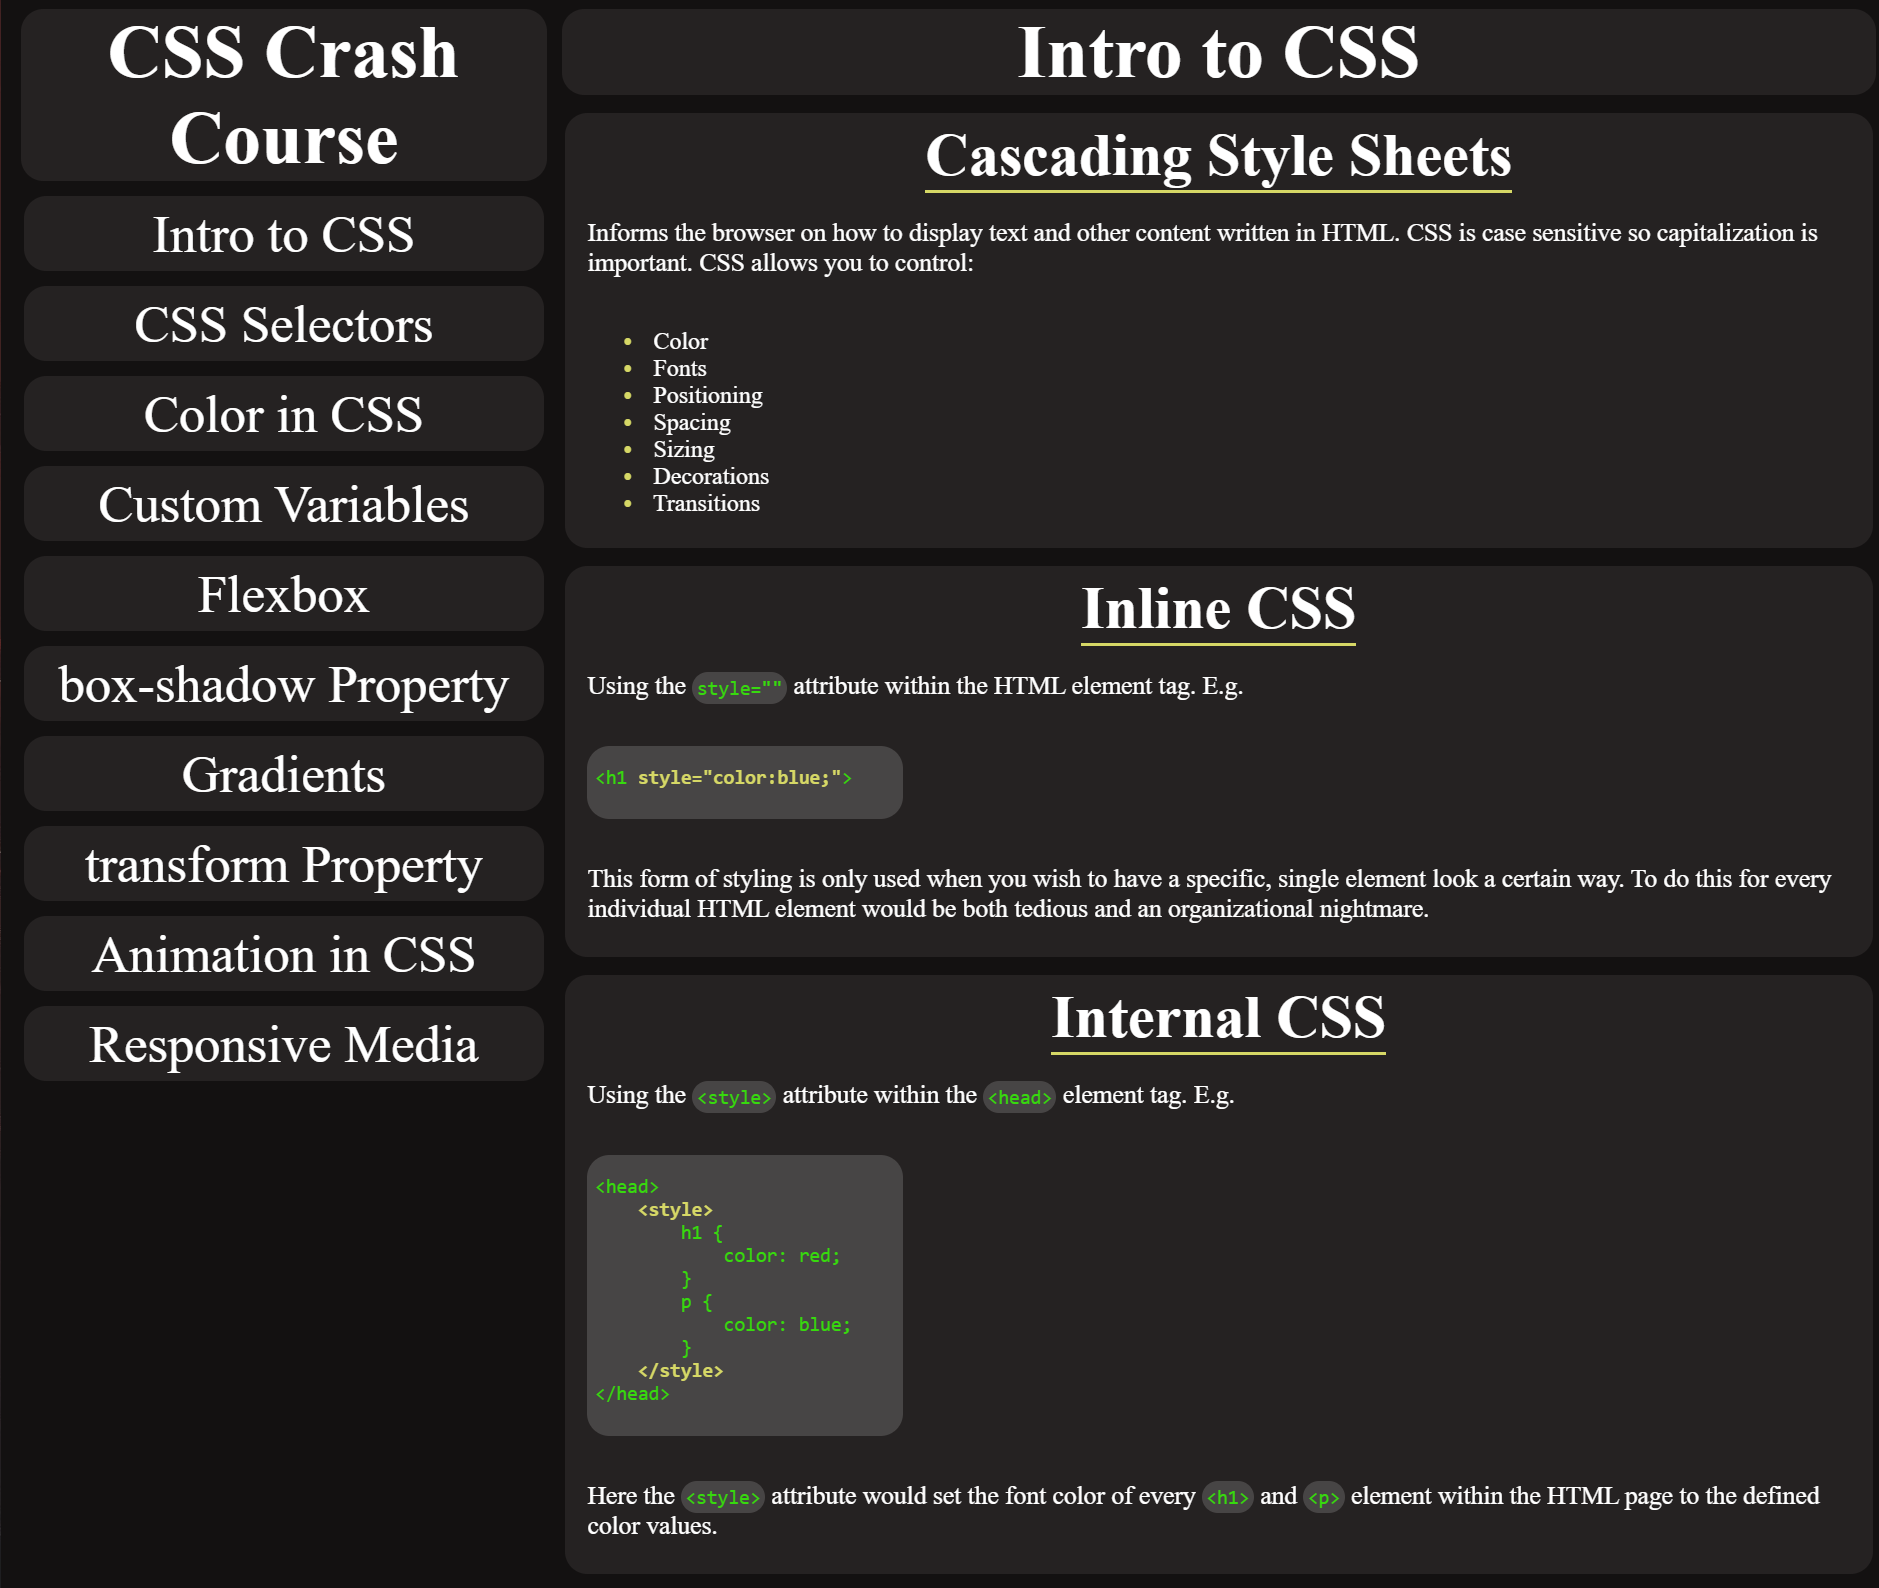 CSS Crash
Course
Intro to CSS
CSS Selectors
Color in CSS
Custom Variables
Flexbox
box-shadow Property
Gradients
transform Property
Animation in CSS
Responsive Media
Intro to CSS
Cascading Style Sheets
Informs the browser on how to display text and other content written in HTML. CSS is case sensitive so capitalization is
important. CSS allows you to control:
• Color
• Fonts
• Positioning
• Spacing
• Sizing
• Decorations
• Transitions
Inline CSS
Using the style="" attribute within the HTML element tag. E.g.
<h1 style="color:blue;">
This form of styling is only used when you wish to have a specific, single element look a certain way. To do this for every
individual HTML element would be both tedious and an organizational nightmare.
Internal CSS
Using the <style> attribute within the <head> element tag. E.g.
<head>
    <style>
        h1 {
            color: red;
        }
        p {
            color: blue;
        }
    </style>
</head>
Here the <style> attribute would set the font color of every <h1> and <p> element within the HTML page to the defined
color values.